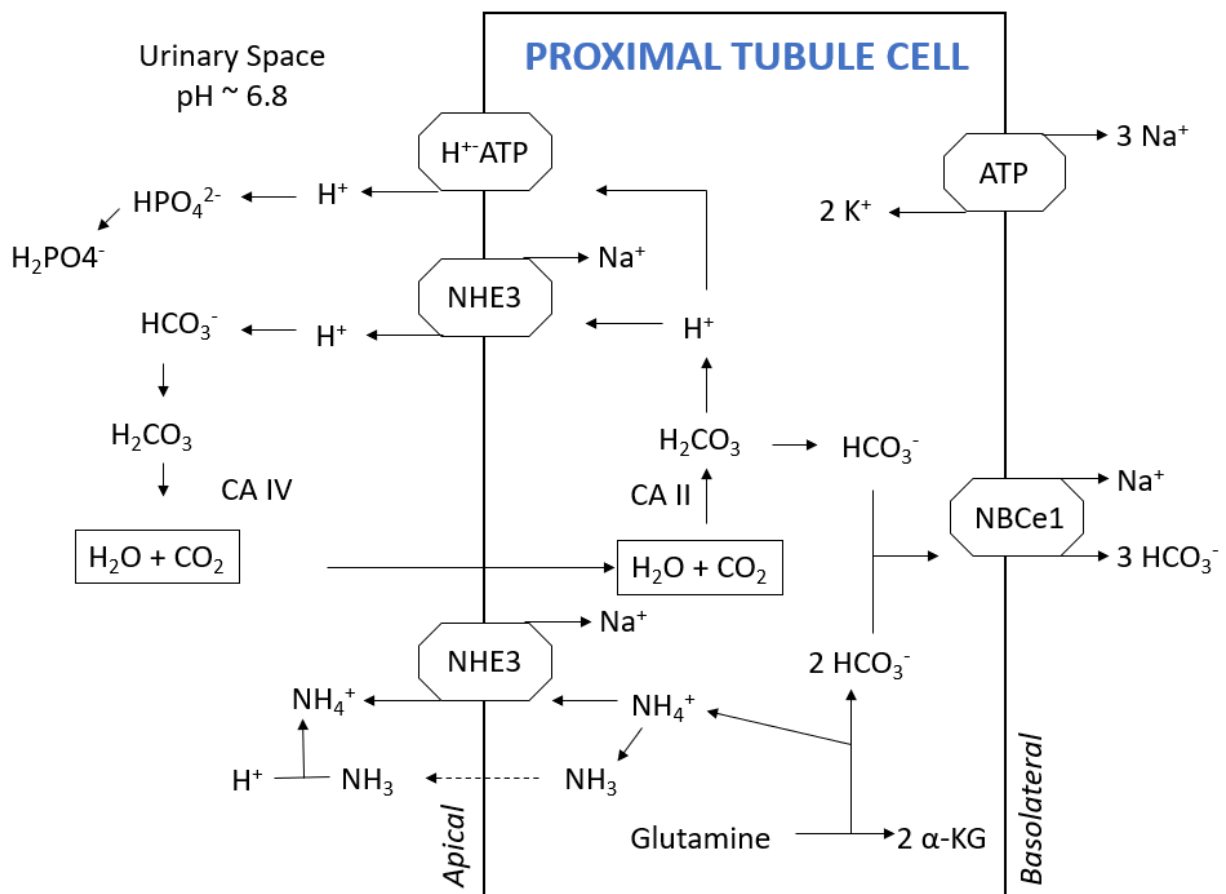 PROXIMAL TUBULE CELL
Urinary Space
pH ~ 6.8
H⁺⁻ATP
H⁺
HPO₄²⁻
H₂PO4⁻
3 Na⁺
ATP
2 K⁺
Na⁺
NHE3
HCO₃⁻
H⁺
H⁺
H₂CO₃
CA IV
H₂O + CO₂
H₂CO₃
HCO₃⁻
CA II
H₂O + CO₂
Na⁺
NBCe1
3 HCO₃⁻
Na⁺
NHE3
2 HCO₃⁻
NH₄⁺
NH₄⁺
H⁺
NH₃
NH₃
Glutamine
2 α-KG
Apical
Basolateral